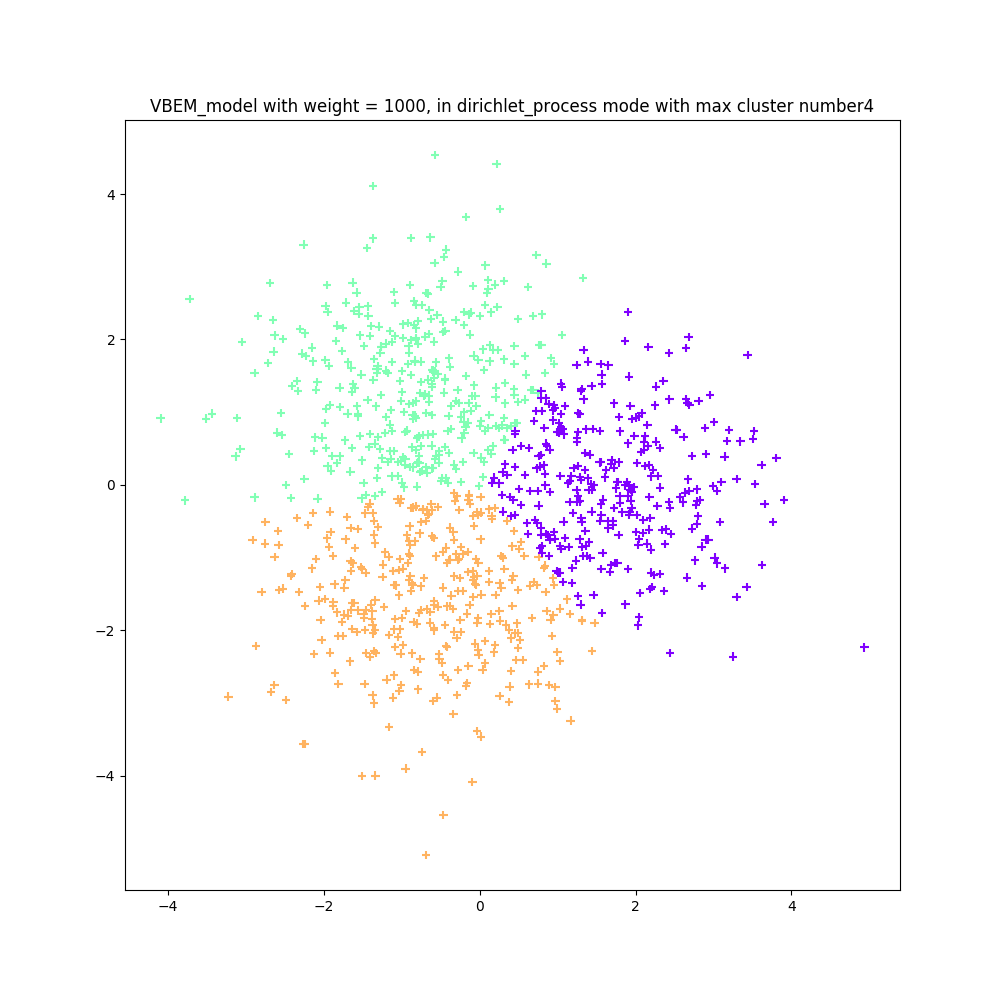 VBEM_model with weight = 1000, in dirichlet_process mode with max cluster number4
4
2
0
−2
−4
−4 −2 0 2 4